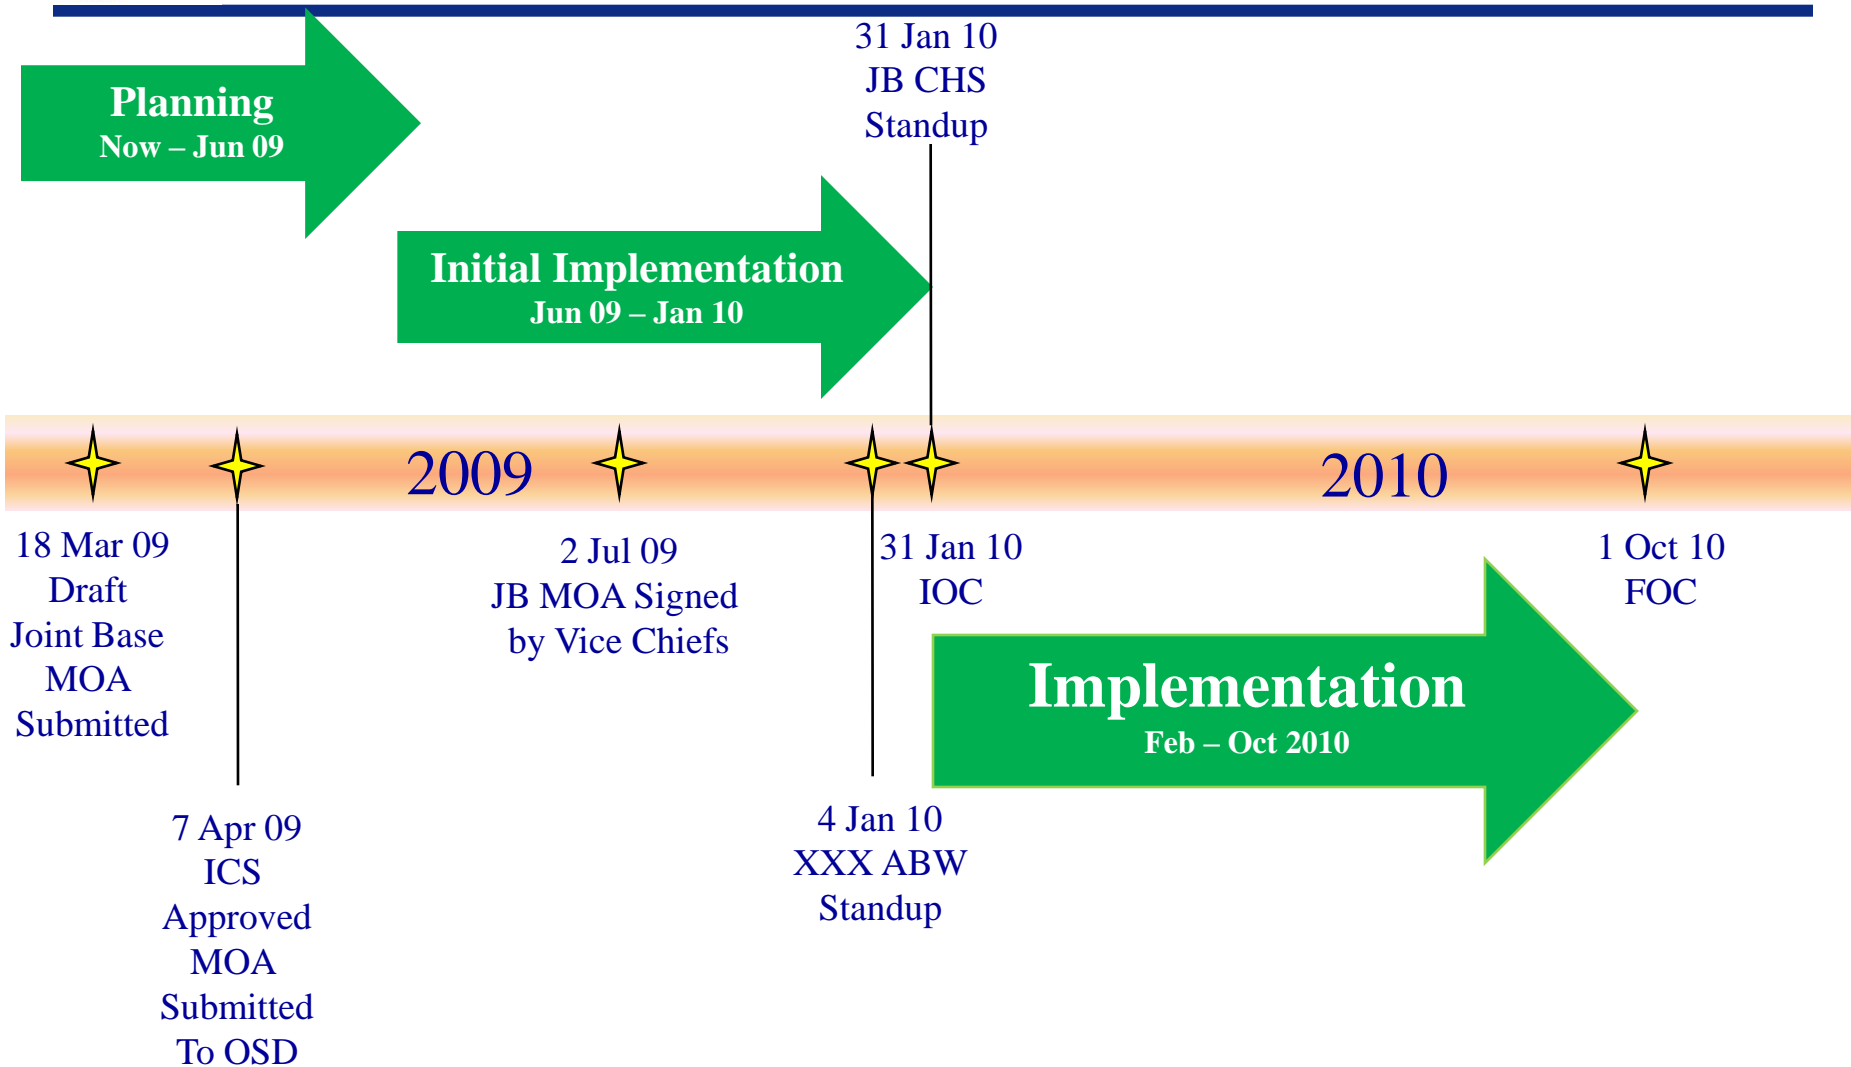 Planning
Now – Jun 09
31 Jan 10
JB CHS
Standup
Initial Implementation
Jun 09 – Jan 10
2009
2010
18 Mar 09
Draft
Joint Base
MOA
Submitted
7 Apr 09
ICS
Approved
MOA
Submitted
To OSD
2 Jul 09
JB MOA Signed
by Vice Chiefs
4 Jan 10
XXX ABW
Standup
31 Jan 10
IOC
Implementation
Feb – Oct 2010
1 Oct 10
FOC